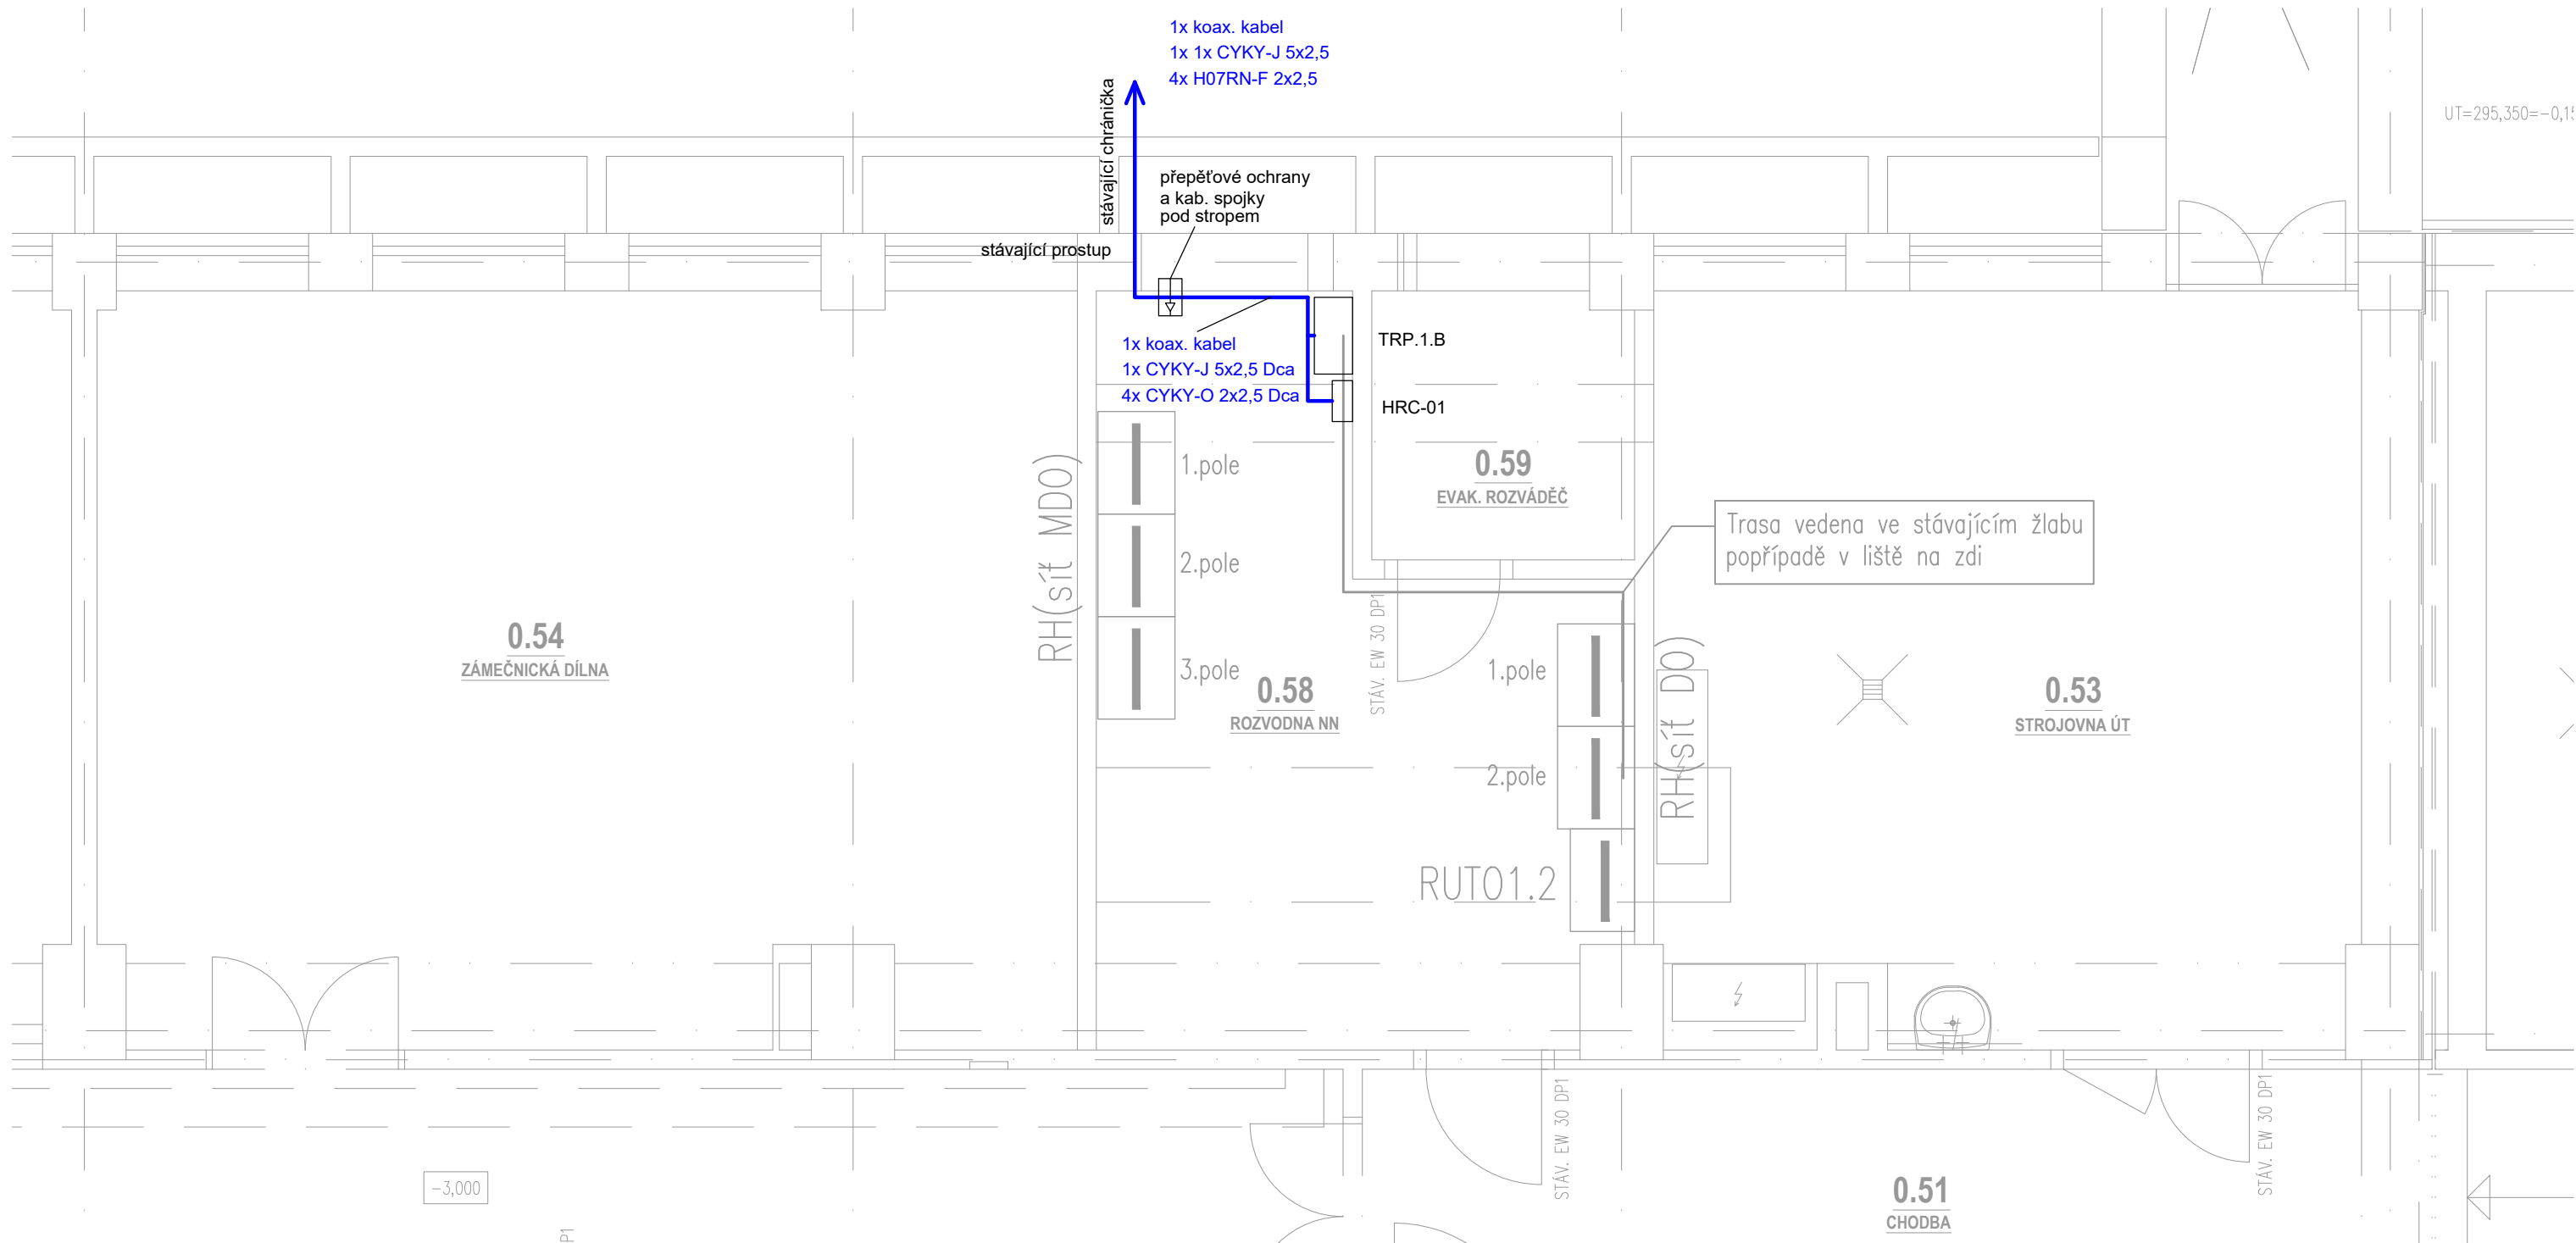 1x koax. kabel
1x 1x CYKY-J 5x2,5
4x H07RN-F 2x2,5
stávající chránička
UT=295,350=-0,15
přepěťové ochrany
a kab. spojky
pod stropem
stávající prostup
1x koax. kabel
1x CYKY-J 5x2,5 Dca
4x CYKY-O 2x2,5 Dca
TRP.1.B
HRC-01
RH(síť MDO)
1.pole
2.pole
3.pole
0.59
EVAK. ROZVÁDĚČ
Trasa vedena ve stávajícím žlabu
popřípadě v liště na zdi
0.54
ZÁMEČNICKÁ DÍLNA
0.58
ROZVODNA NN
STÁV. EW 30 DP1
1.pole
2.pole
RH(síť DO)
RUTO1.2
0.53
STROJOVNA ÚT
STÁV. EW 30 DP1
STÁV. EW 30 DP1
-3,000
P1
0.51
CHODBA